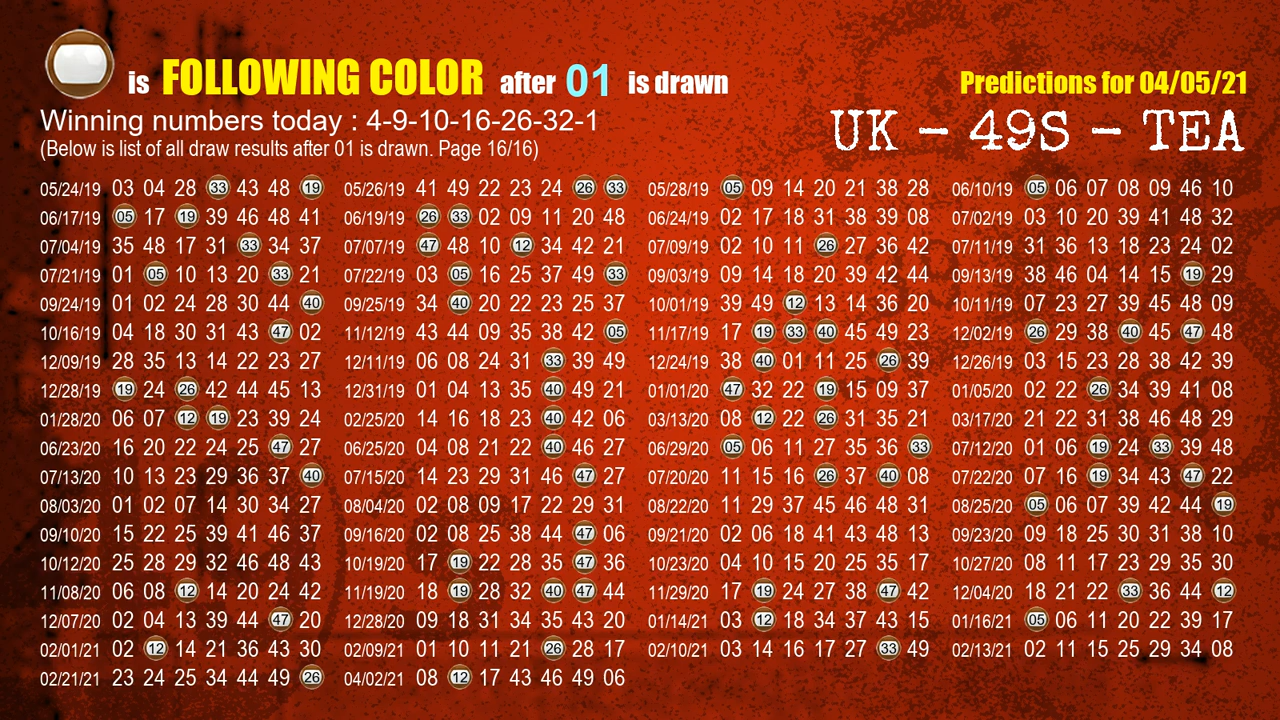 is FOLLOWING COLOR after 01 is drawn
Predictions for 04/05/21
Winning numbers today : 4-9-10-16-26-32-1
UK - 49S - TEA
(Below is list of all draw results after 01 is drawn. Page 16/16)
05/24/19 03 04 28 33 43 48 19 05/26/19 41 49 22 23 24 26 33 05/28/19 05 09 14 20 21 38 28 06/10/19 05 06 07 08 09 46 10
06/17/19 05 17 19 39 46 48 41 06/19/19 26 33 02 09 11 20 48 06/24/19 02 17 18 31 38 39 08 07/02/19 03 10 20 39 41 48 32
07/04/19 35 48 17 31 33 34 37 07/07/19 47 48 10 12 34 42 21 07/09/19 02 10 11 26 27 36 42 07/11/19 31 36 13 18 23 24 02
07/21/19 01 05 10 13 20 33 21 07/22/19 03 05 16 25 37 49 33 09/03/19 09 14 18 20 39 42 44 09/13/19 38 46 04 14 15 19 29
09/24/19 01 02 24 28 30 44 40 09/25/19 34 40 20 22 23 25 37 10/01/19 39 49 12 13 14 36 20 10/11/19 07 23 27 39 45 48 09
10/16/19 04 18 30 31 43 47 02 11/12/19 43 44 09 35 38 42 05 11/17/19 17 19 33 40 45 49 23 12/02/19 26 29 38 40 45 47 48
12/09/19 28 35 13 14 22 23 27 12/11/19 06 08 24 31 33 39 49 12/24/19 38 40 01 11 25 26 39 12/26/19 03 15 23 28 38 42 39
12/28/19 19 24 26 42 44 45 13 12/31/19 01 04 13 35 40 49 21 01/01/20 47 32 22 19 15 09 37 01/05/20 02 22 26 34 39 41 08
01/28/20 06 07 12 19 23 39 24 02/25/20 14 16 18 23 40 42 06 03/13/20 08 12 22 26 31 35 21 03/17/20 21 22 31 38 46 48 29
06/23/20 16 20 22 24 25 47 27 06/25/20 04 08 21 22 40 46 27 06/29/20 05 06 11 27 35 36 33 07/12/20 01 06 19 24 33 39 48
07/13/20 10 13 23 29 36 37 40 07/15/20 14 23 29 31 46 47 27 07/20/20 11 15 16 26 37 40 08 07/22/20 07 16 19 34 43 47 22
08/03/20 01 02 07 14 30 34 27 08/04/20 02 08 09 17 22 29 31 08/22/20 11 29 37 45 46 48 31 08/25/20 05 06 07 39 42 44 19
09/10/20 15 22 25 39 41 46 37 09/16/20 02 08 25 38 44 47 06 09/21/20 02 06 18 41 43 48 13 09/23/20 09 18 25 30 31 38 10
10/12/20 25 28 29 32 46 48 43 10/19/20 17 19 22 28 35 47 36 10/23/20 04 10 15 20 25 35 17 10/27/20 08 11 17 23 29 35 30
11/08/20 06 08 12 14 20 24 42 11/19/20 18 19 28 32 40 47 44 11/29/20 17 19 24 27 38 47 42 12/04/20 18 21 22 33 36 44 12
12/07/20 02 04 13 39 44 47 20 12/28/20 09 18 31 34 35 43 20 01/14/21 03 12 18 34 37 43 15 01/16/21 05 06 11 20 22 39 17
02/01/21 02 12 14 21 36 43 30 02/09/21 01 10 11 21 26 28 17 02/10/21 03 14 16 17 27 33 49 02/13/21 02 11 15 25 29 34 08
02/21/21 23 24 25 34 44 49 26 04/02/21 08 12 17 43 46 49 06